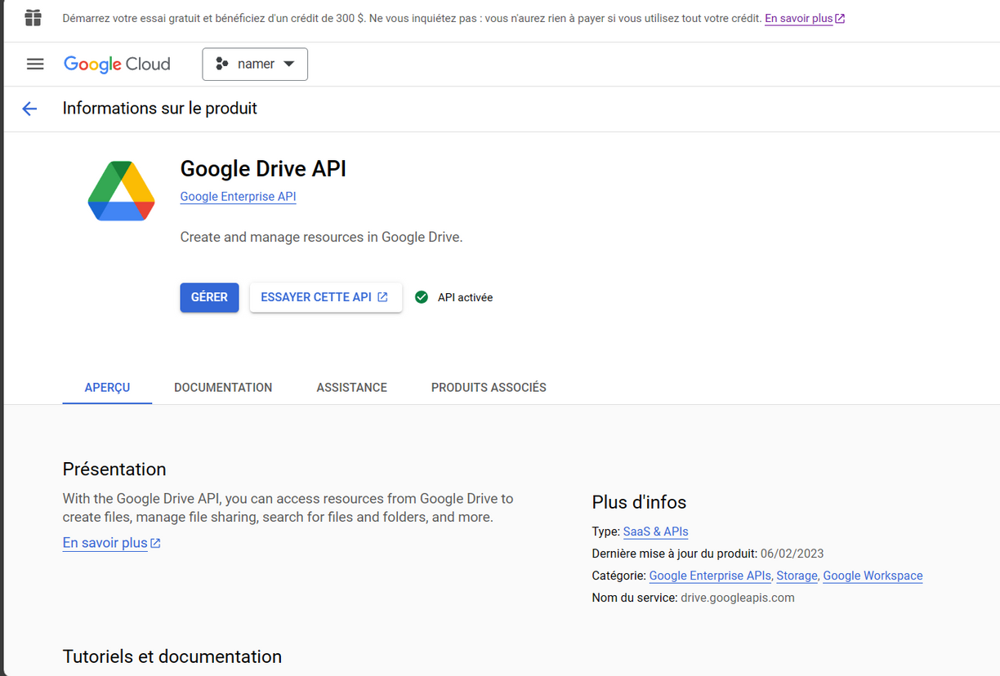 Démarrez votre essai gratuit et bénéficiez d'un crédit de 300 $. Ne vous inquiétez pas : vous n'aurez rien à payer si vous utilisez tout votre crédit. En savoir plus
Google Cloud
namer
Informations sur le produit
Google Drive API
Google Enterprise API
Create and manage resources in Google Drive.
GÉRER
ESSAYER CETTE API
API activée
APERÇU
DOCUMENTATION
ASSISTANCE
PRODUITS ASSOCIÉS
Présentation
With the Google Drive API, you can access resources from Google Drive to
create files, manage file sharing, search for files and folders, and more.
En savoir plus
Plus d'infos
Type: SaaS & APIs
Dernière mise à jour du produit: 06/02/2023
Catégorie: Google Enterprise APIs, Storage, Google Workspace
Nom du service: drive.googleapis.com
Tutoriels et documentation